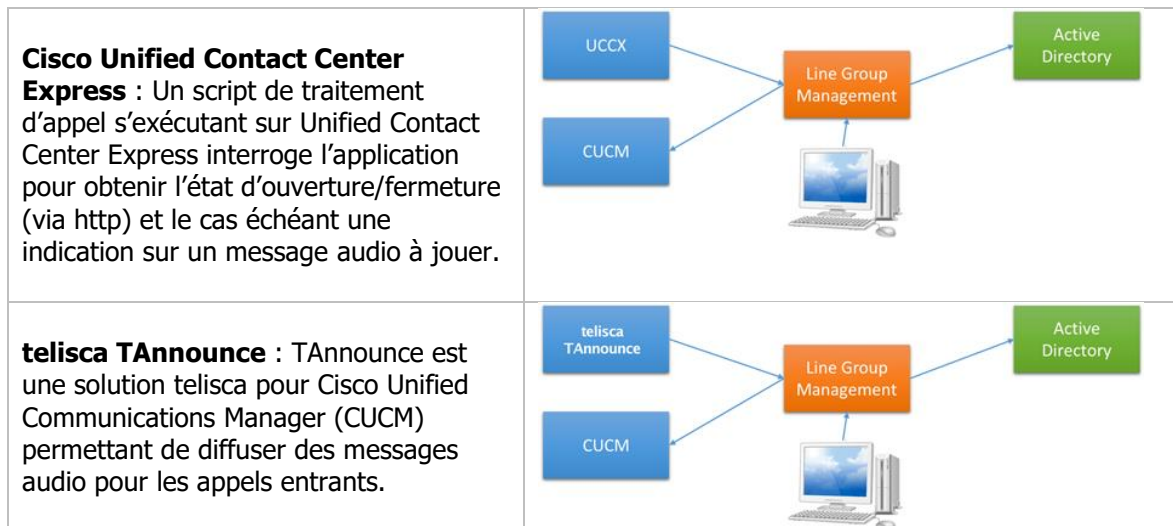 Cisco Unified Contact Center
Express : Un script de traitement
d’appel s’exécutant sur Unified Contact
Center Express interroge l’application
pour obtenir l’état d’ouverture/fermeture
(via http) et le cas échéant une
indication sur un message audio à jouer.
UCCX
CUCM
Line Group
Management
Active
Directory
telisca TAnnounce : TAnnounce est
une solution telisca pour Cisco Unified
Communications Manager (CUCM)
permettant de diffuser des messages
audio pour les appels entrants.
telisca
TAnnounce
CUCM
Line Group
Management
Active
Directory